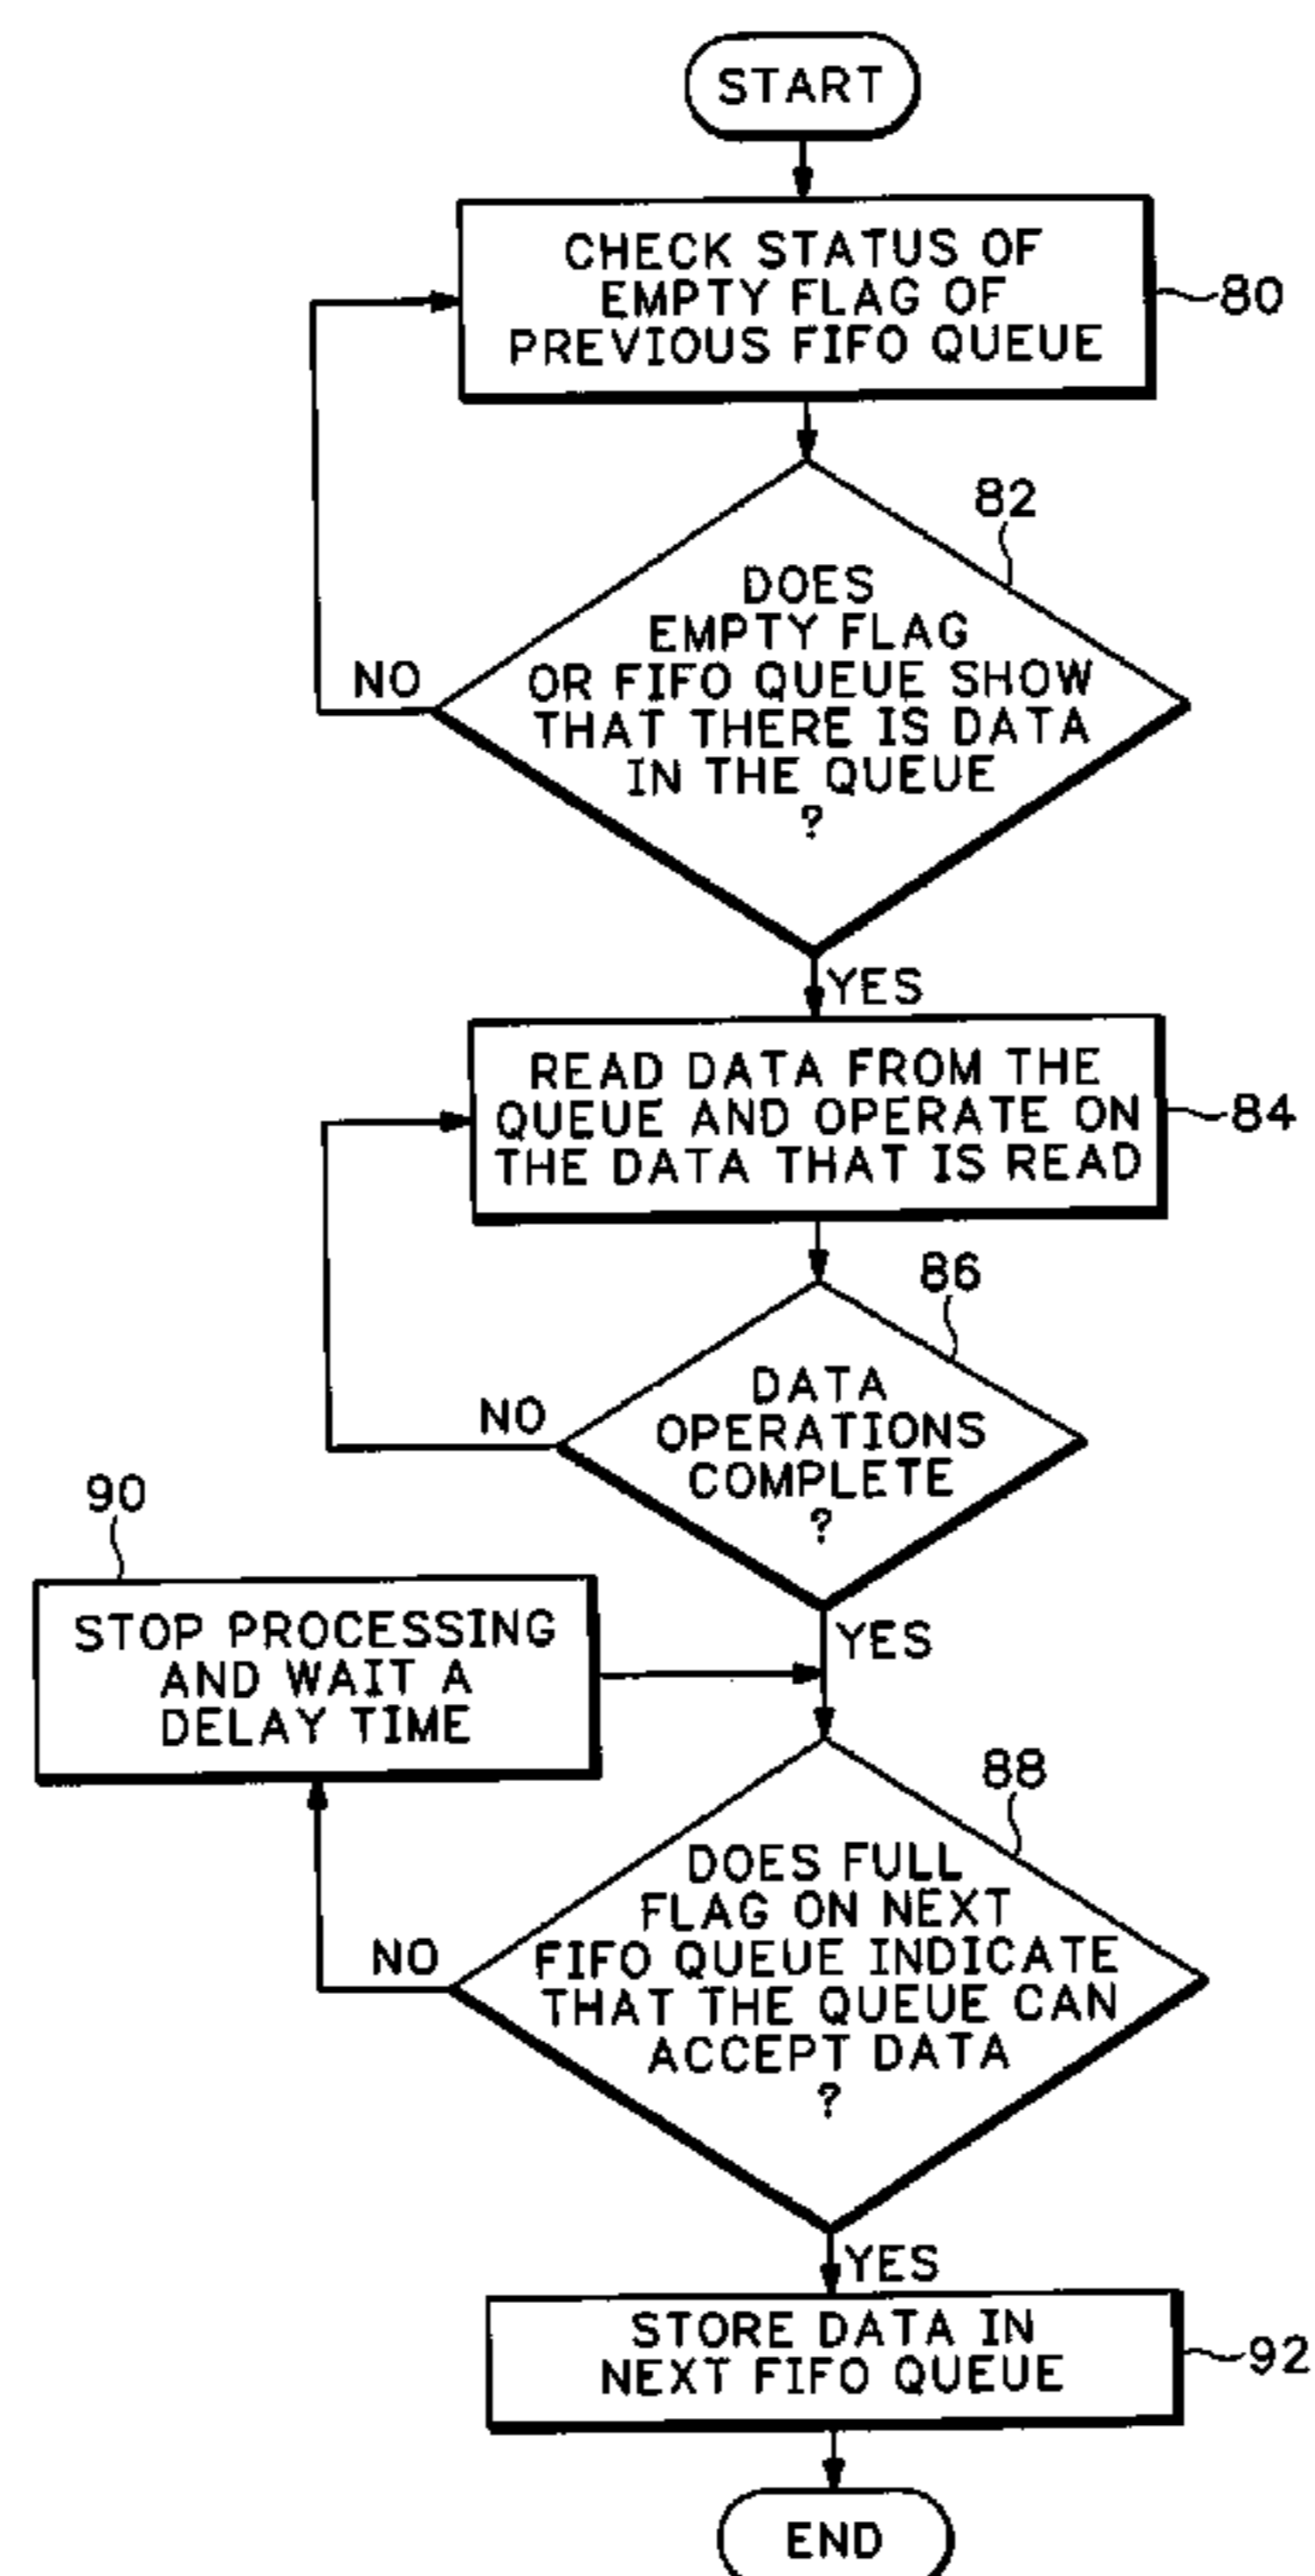 START
CHECK STATUS OF
EMPTY FLAG OF
PREVIOUS FIFO QUEUE
80
82
DOES
EMPTY FLAG
OR FIFO QUEUE SHOW
THAT THERE IS DATA
IN THE QUEUE
?
NO
YES
READ DATA FROM THE
QUEUE AND OPERATE ON
THE DATA THAT IS READ
84
86
DATA
OPERATIONS
COMPLETE
?
NO
YES
90
STOP PROCESSING
AND WAIT A
DELAY TIME
88
DOES FULL
FLAG ON NEXT
FIFO QUEUE INDICATE
THAT THE QUEUE CAN
ACCEPT DATA
?
NO
YES
STORE DATA IN
NEXT FIFO QUEUE
92
END